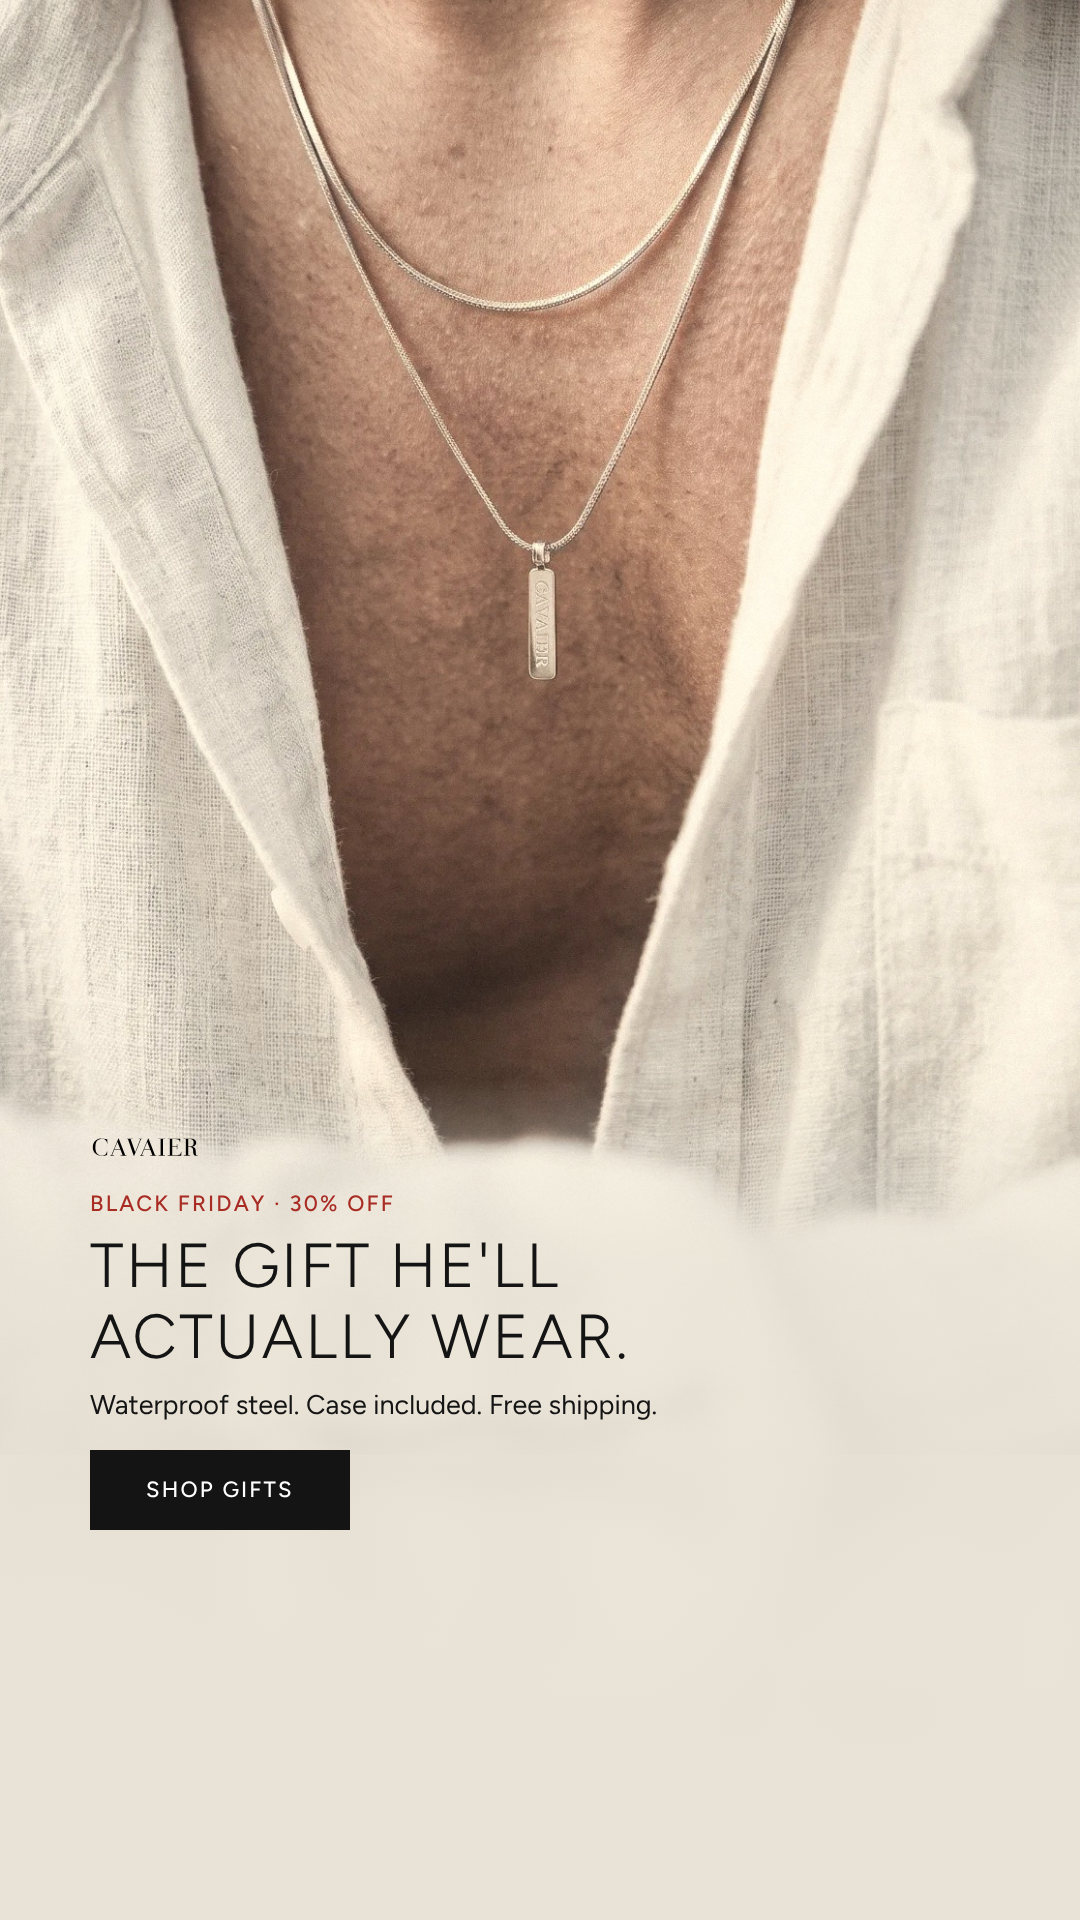 CAVAIER
CAVAIER
BLACK FRIDAY · 30% OFF
THE GIFT HE'LL
ACTUALLY WEAR.
Waterproof steel. Case included. Free shipping.
SHOP GIFTS